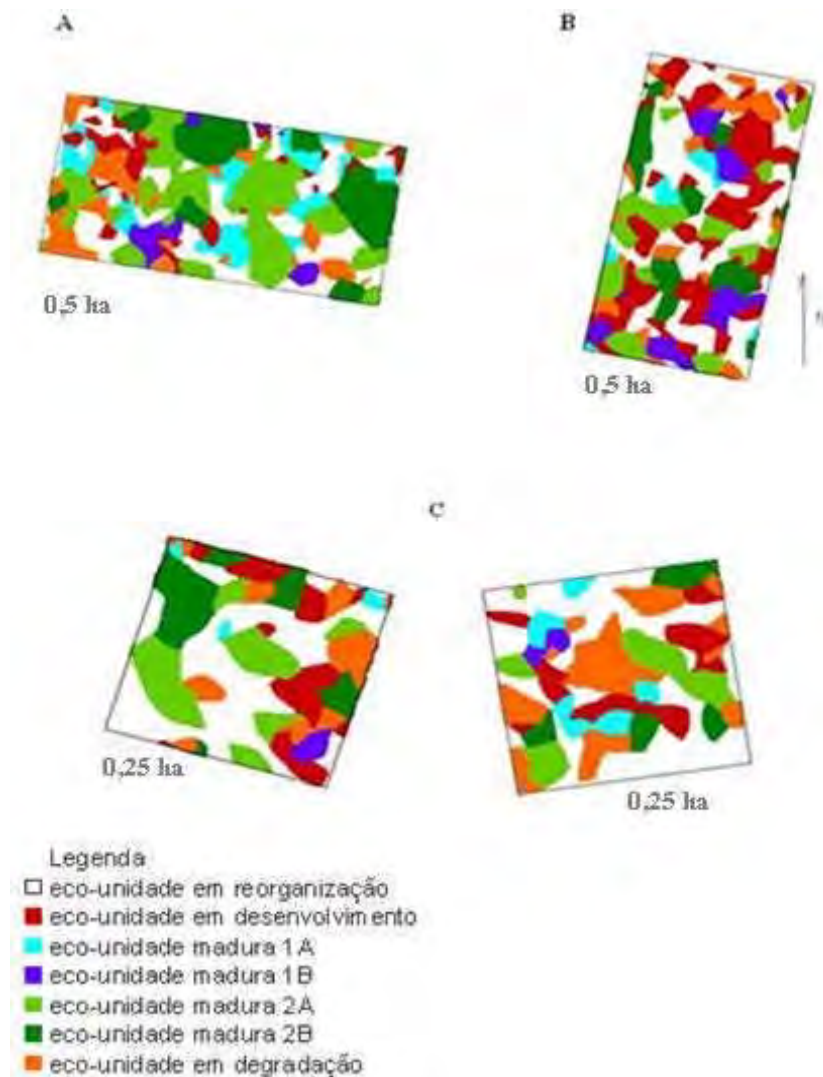 A
B
0,5 ha
0,5 ha
C
0,25 ha
0,25 ha
Legenda
eco-unidade em reorganização
eco-unidade em desenvolvimento
eco-unidade madura 1A
eco-unidade madura 1B
eco-unidade madura 2A
eco-unidade madura 2B
eco-unidade em degradação